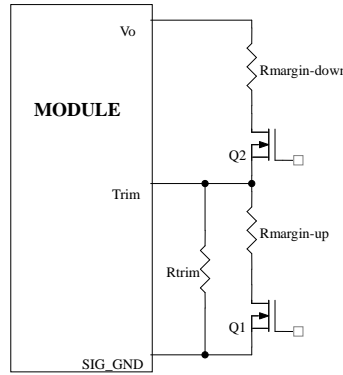 Vo
Rmargin-down
MODULE
Q2
Trim
Rmargin-up
Rtrim
Q1
SIG_GND